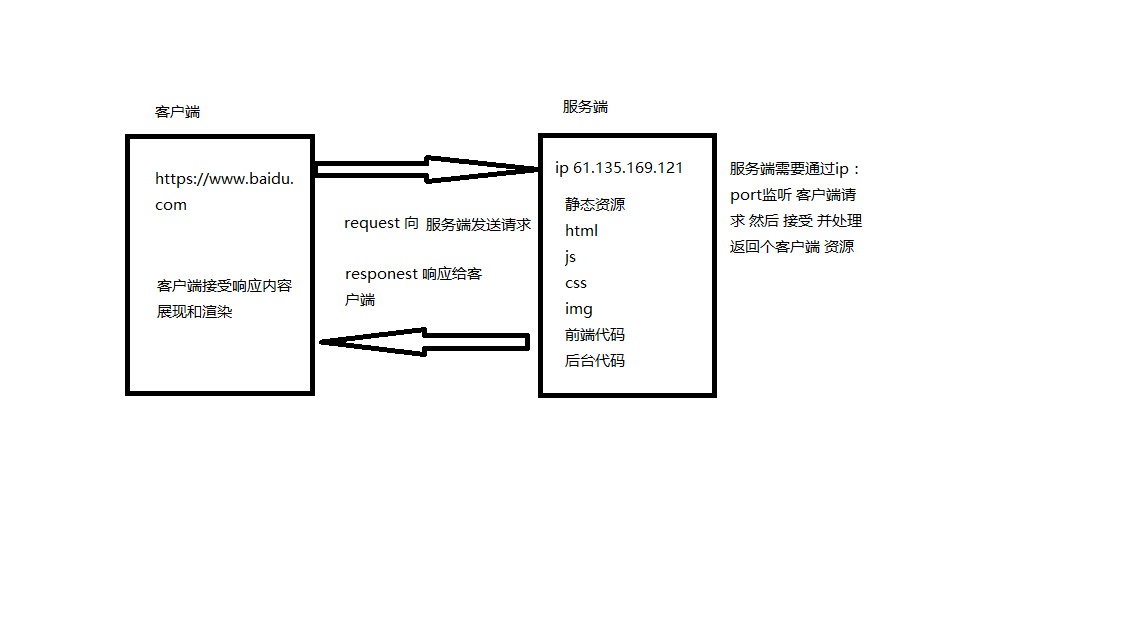 客户端
https://www.baidu.
com
客户端接受响应内容
展现和渲染
request 向 服务端发送请求
responest 响应给客
户端
服务端
ip 61.135.169.121
静态资源
html
js
css
img
前端代码
后台代码
服务端需要通过ip：
port监听 客户端请
求 然后 接受 并处理
返回个客户端 资源